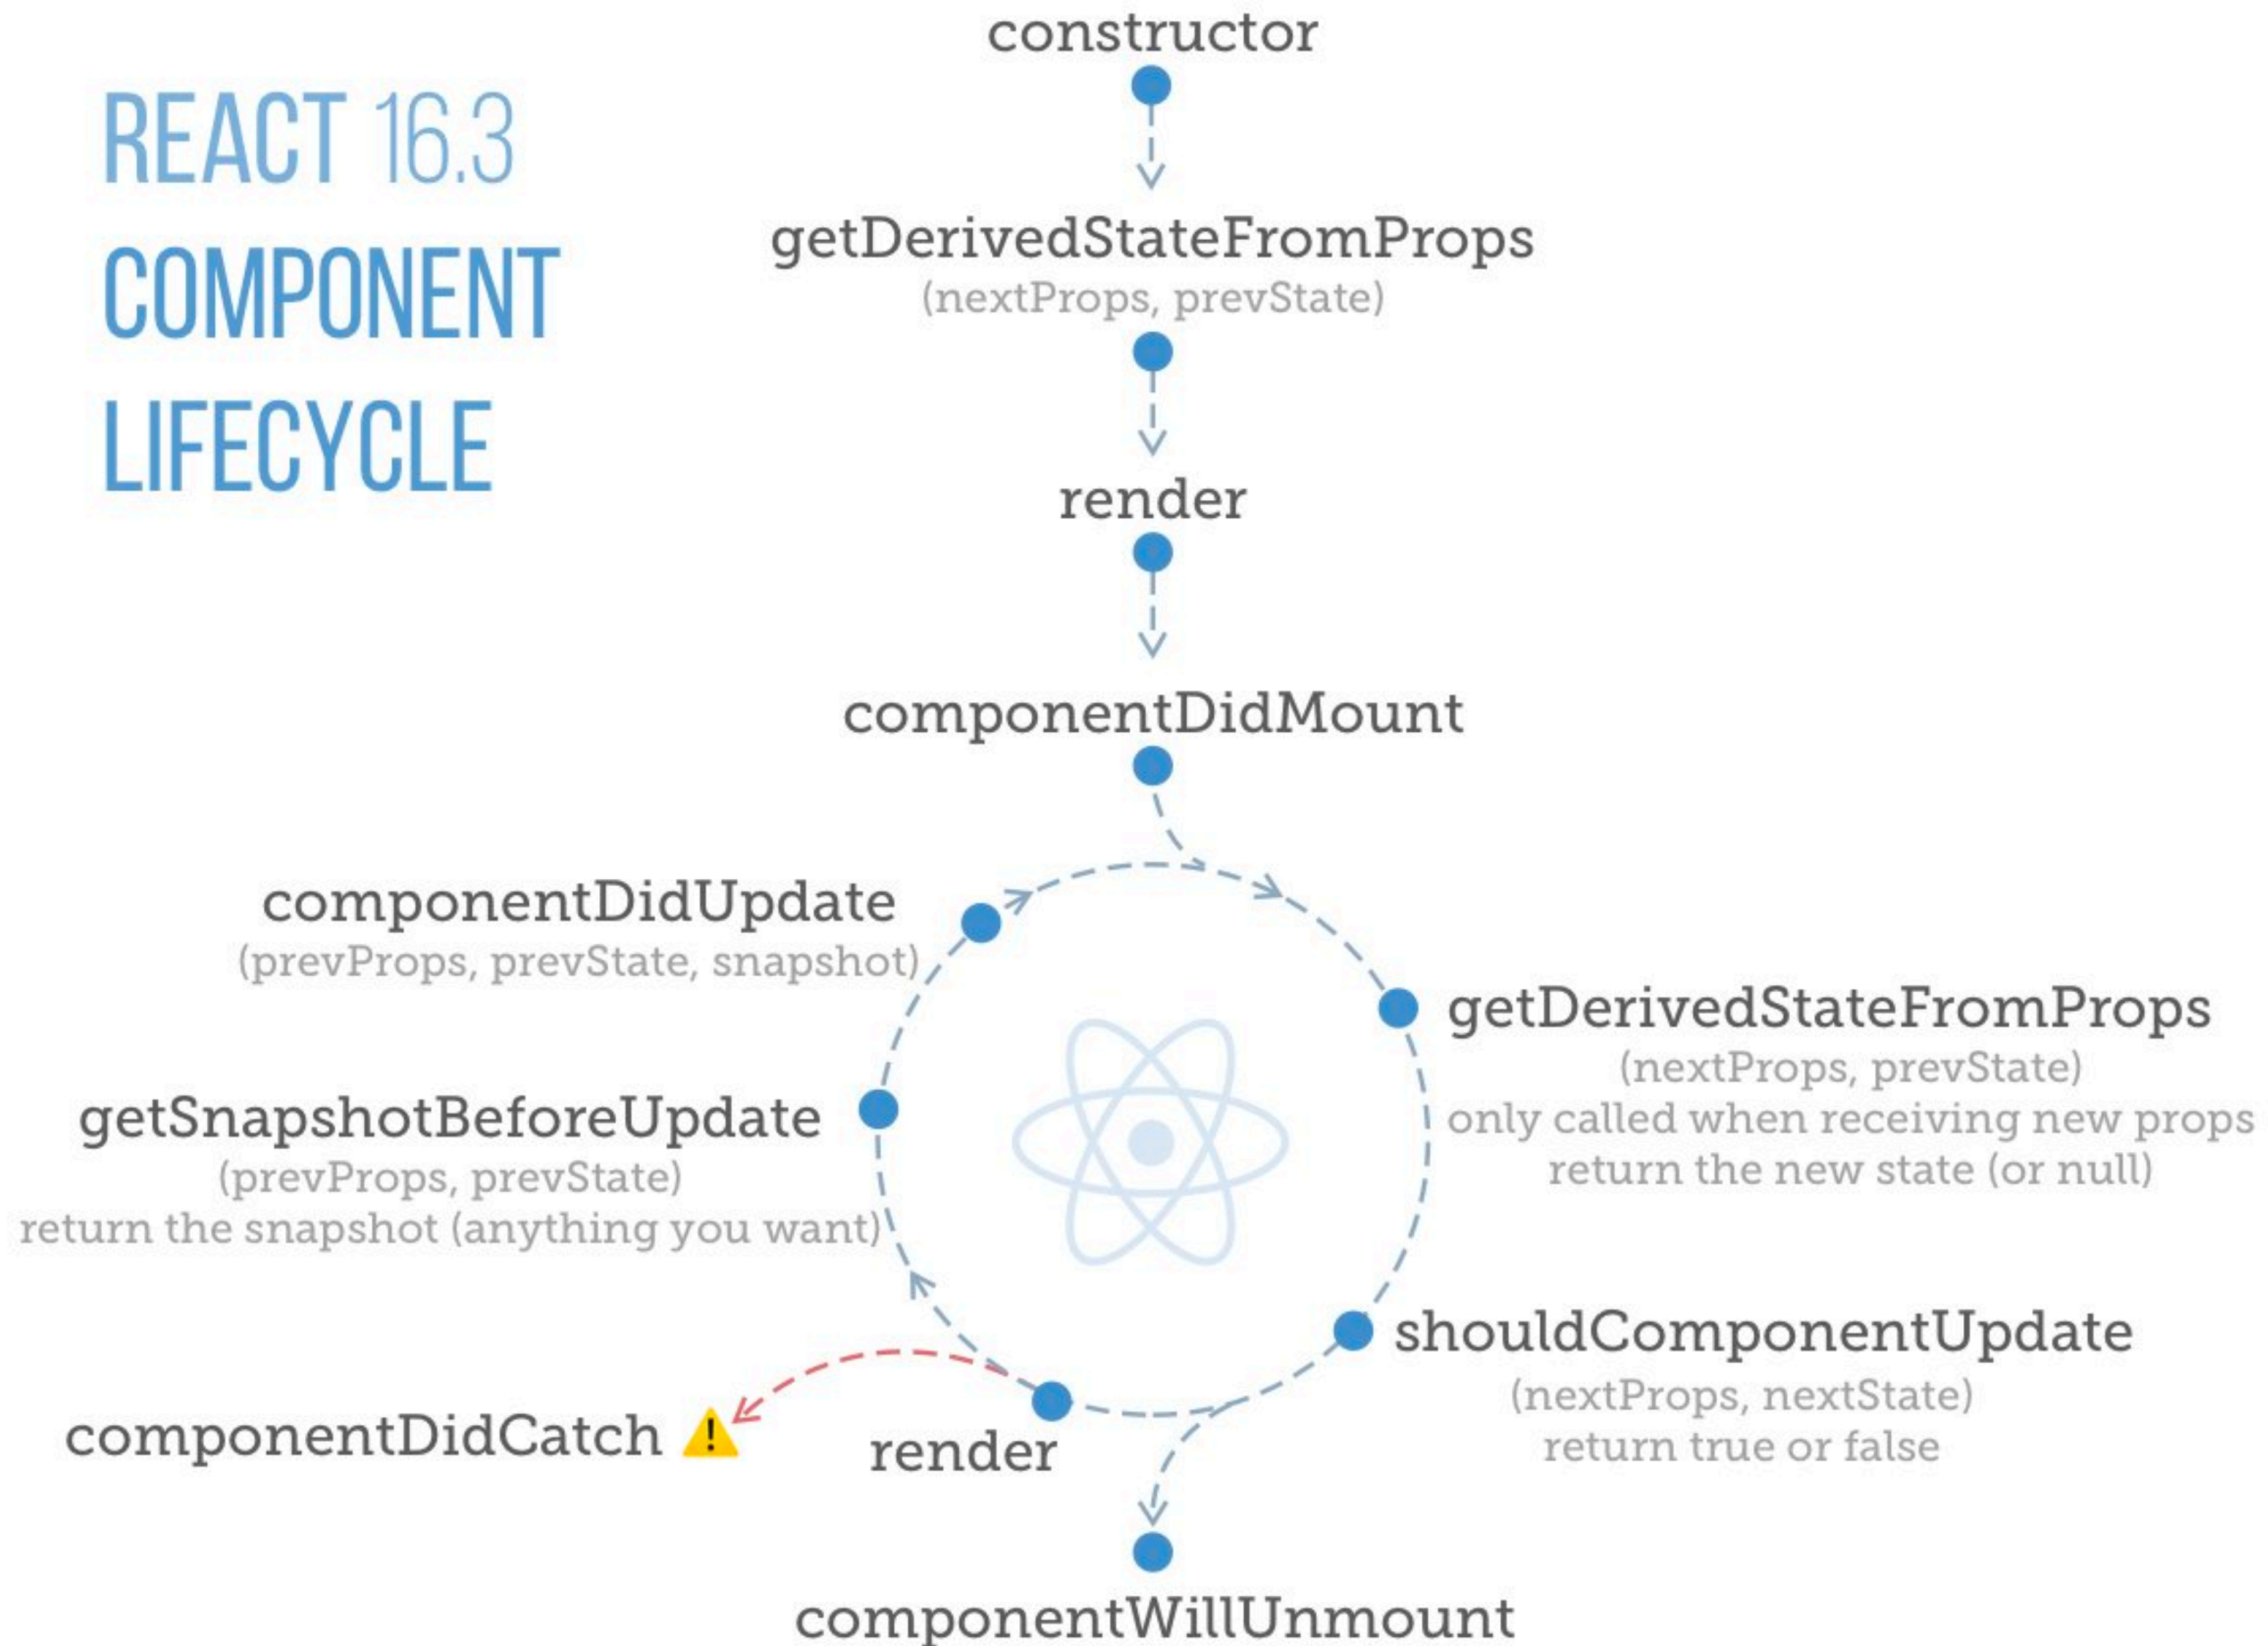 REACT 16.3
COMPONENT
LIFECYCLE
constructor
getDerivedStateFromProps
(nextProps, prevState)
render
componentDidMount
componentDidUpdate
(prevProps, prevState, snapshot)
getDerivedStateFromProps
(nextProps, prevState)
only called when receiving new props
return the new state (or null)
getSnapshotBeforeUpdate
(prevProps, prevState)
return the snapshot (anything you want)
shouldComponentUpdate
(nextProps, nextState)
return true or false
componentDidCatch
render
componentWillUnmount